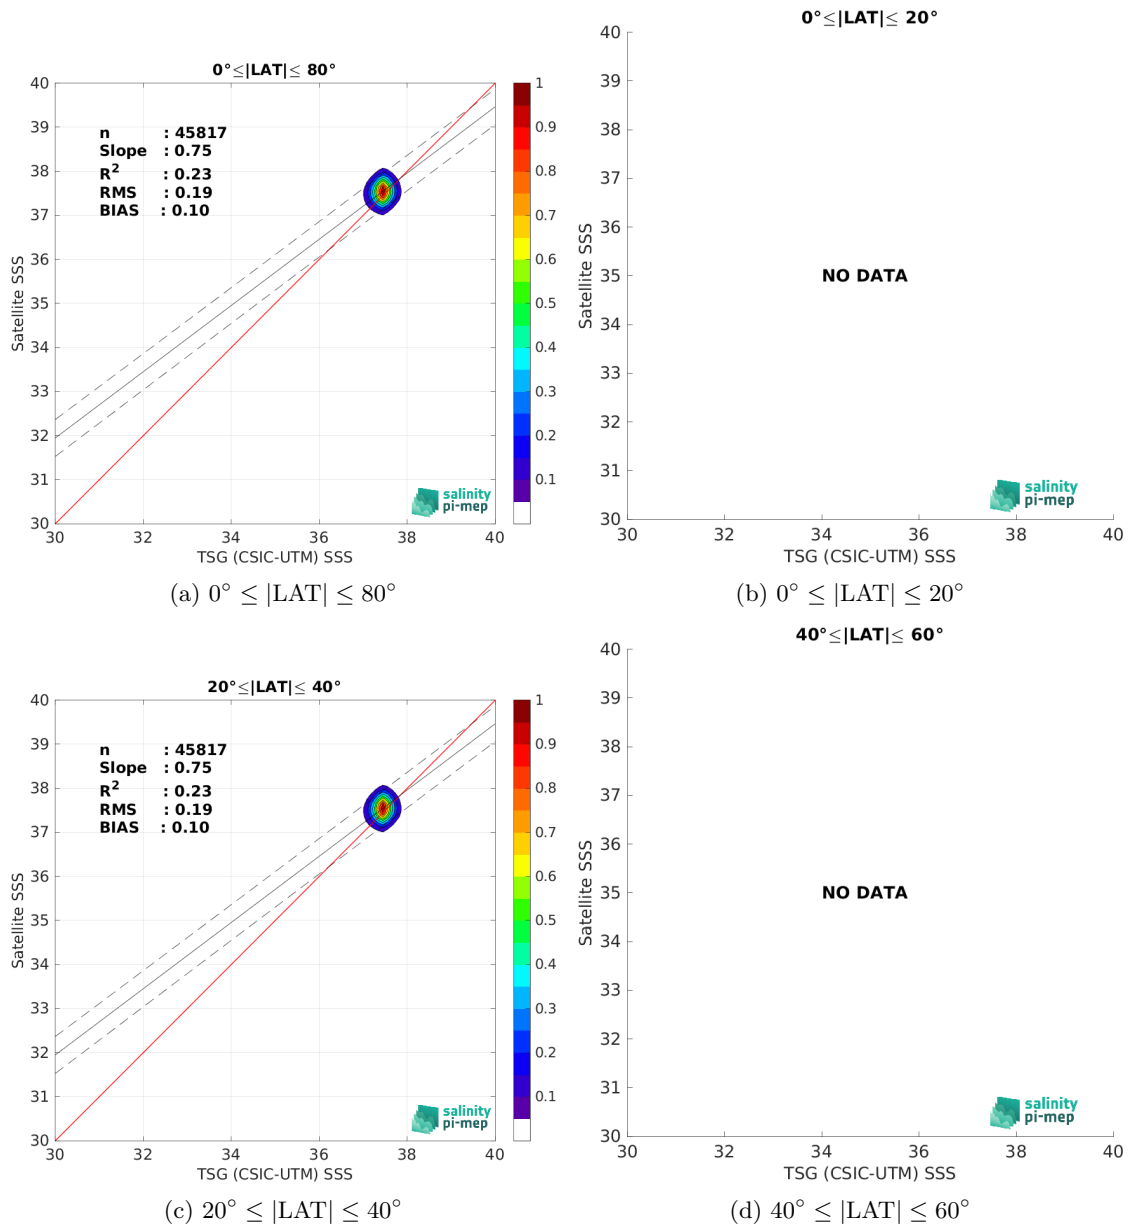 0°≤|LAT|≤ 80°
n : 45817
Slope : 0.75
R² : 0.23
RMS : 0.19
BIAS : 0.10
Satellite SSS
40
39
38
37
36
35
34
33
32
31
30
30 32 34 36 38 40
TSG (CSIC-UTM) SSS
1
0.9
0.8
0.7
0.6
0.5
0.4
0.3
0.2
0.1
salinity
pi-mep
(a) 0° ≤ |LAT| ≤ 80°
0°≤|LAT|≤ 20°
Satellite SSS
40
39
38
37
36
35
34
33
32
31
30
NO DATA
salinity
pi-mep
30 32 34 36 38 40
TSG (CSIC-UTM) SSS
(b) 0° ≤ |LAT| ≤ 20°
20°≤|LAT|≤ 40°
n : 45817
Slope : 0.75
R² : 0.23
RMS : 0.19
BIAS : 0.10
Satellite SSS
40
39
38
37
36
35
34
33
32
31
30
30 32 34 36 38 40
TSG (CSIC-UTM) SSS
1
0.9
0.8
0.7
0.6
0.5
0.4
0.3
0.2
0.1
salinity
pi-mep
(c) 20° ≤ |LAT| ≤ 40°
40°≤|LAT|≤ 60°
Satellite SSS
40
39
38
37
36
35
34
33
32
31
30
NO DATA
salinity
pi-mep
30 32 34 36 38 40
TSG (CSIC-UTM) SSS
(d) 40° ≤ |LAT| ≤ 60°